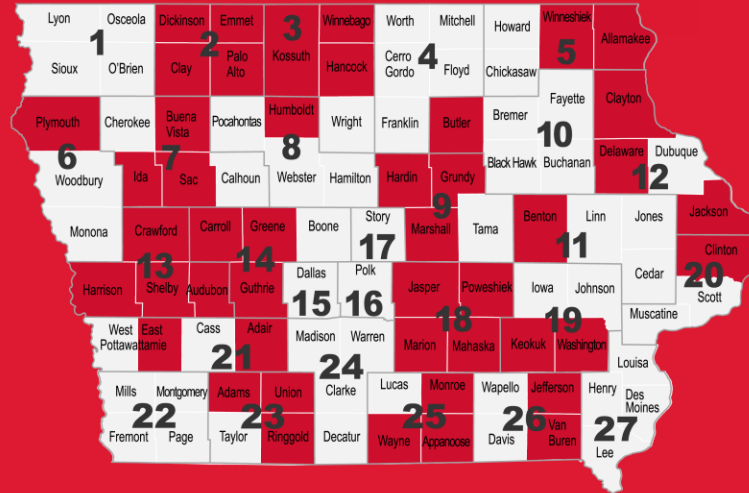 Lyon Osceola Dickinson Emmet 3 Winnebago Worth Mitchell Howard Winneshiek Allamakee
1 2 Kossuth 4 5
Sioux O'Brien Clay Palo Alto Hancock Cerro Gordo Floyd Chickasaw
Plymouth Cherokee Buena Vista Pocahontas Humboldt Wright Franklin Butler Bremer Fayette Clayton
6 7 8 10
Woodbury Ida Sac Calhoun Webster Hamilton Hardin Grundy Black Hawk Buchanan Delaware Dubuque
9 12
Monona Crawford Carroll Greene Boone Story Marshall Tama Benton Linn Jones Jackson
13 14 17 11 Clinton
Harrison Shelby Audubon Guthrie Dallas Polk Jasper Poweshiek Iowa Johnson Cedar 20 Scott
15 16 18 19 Muscatine
West Pottawattamie East Cass Adair Madison Warren Marion Mahaska Keokuk Washington Louisa
21 24
Mills Montgomery Adams Union Clarke Lucas Monroe Wapello Jefferson Henry Des Moines
22 23 25 26 27
Fremont Page Taylor Ringgold Decatur Wayne Appanoose Davis Van Buren Lee